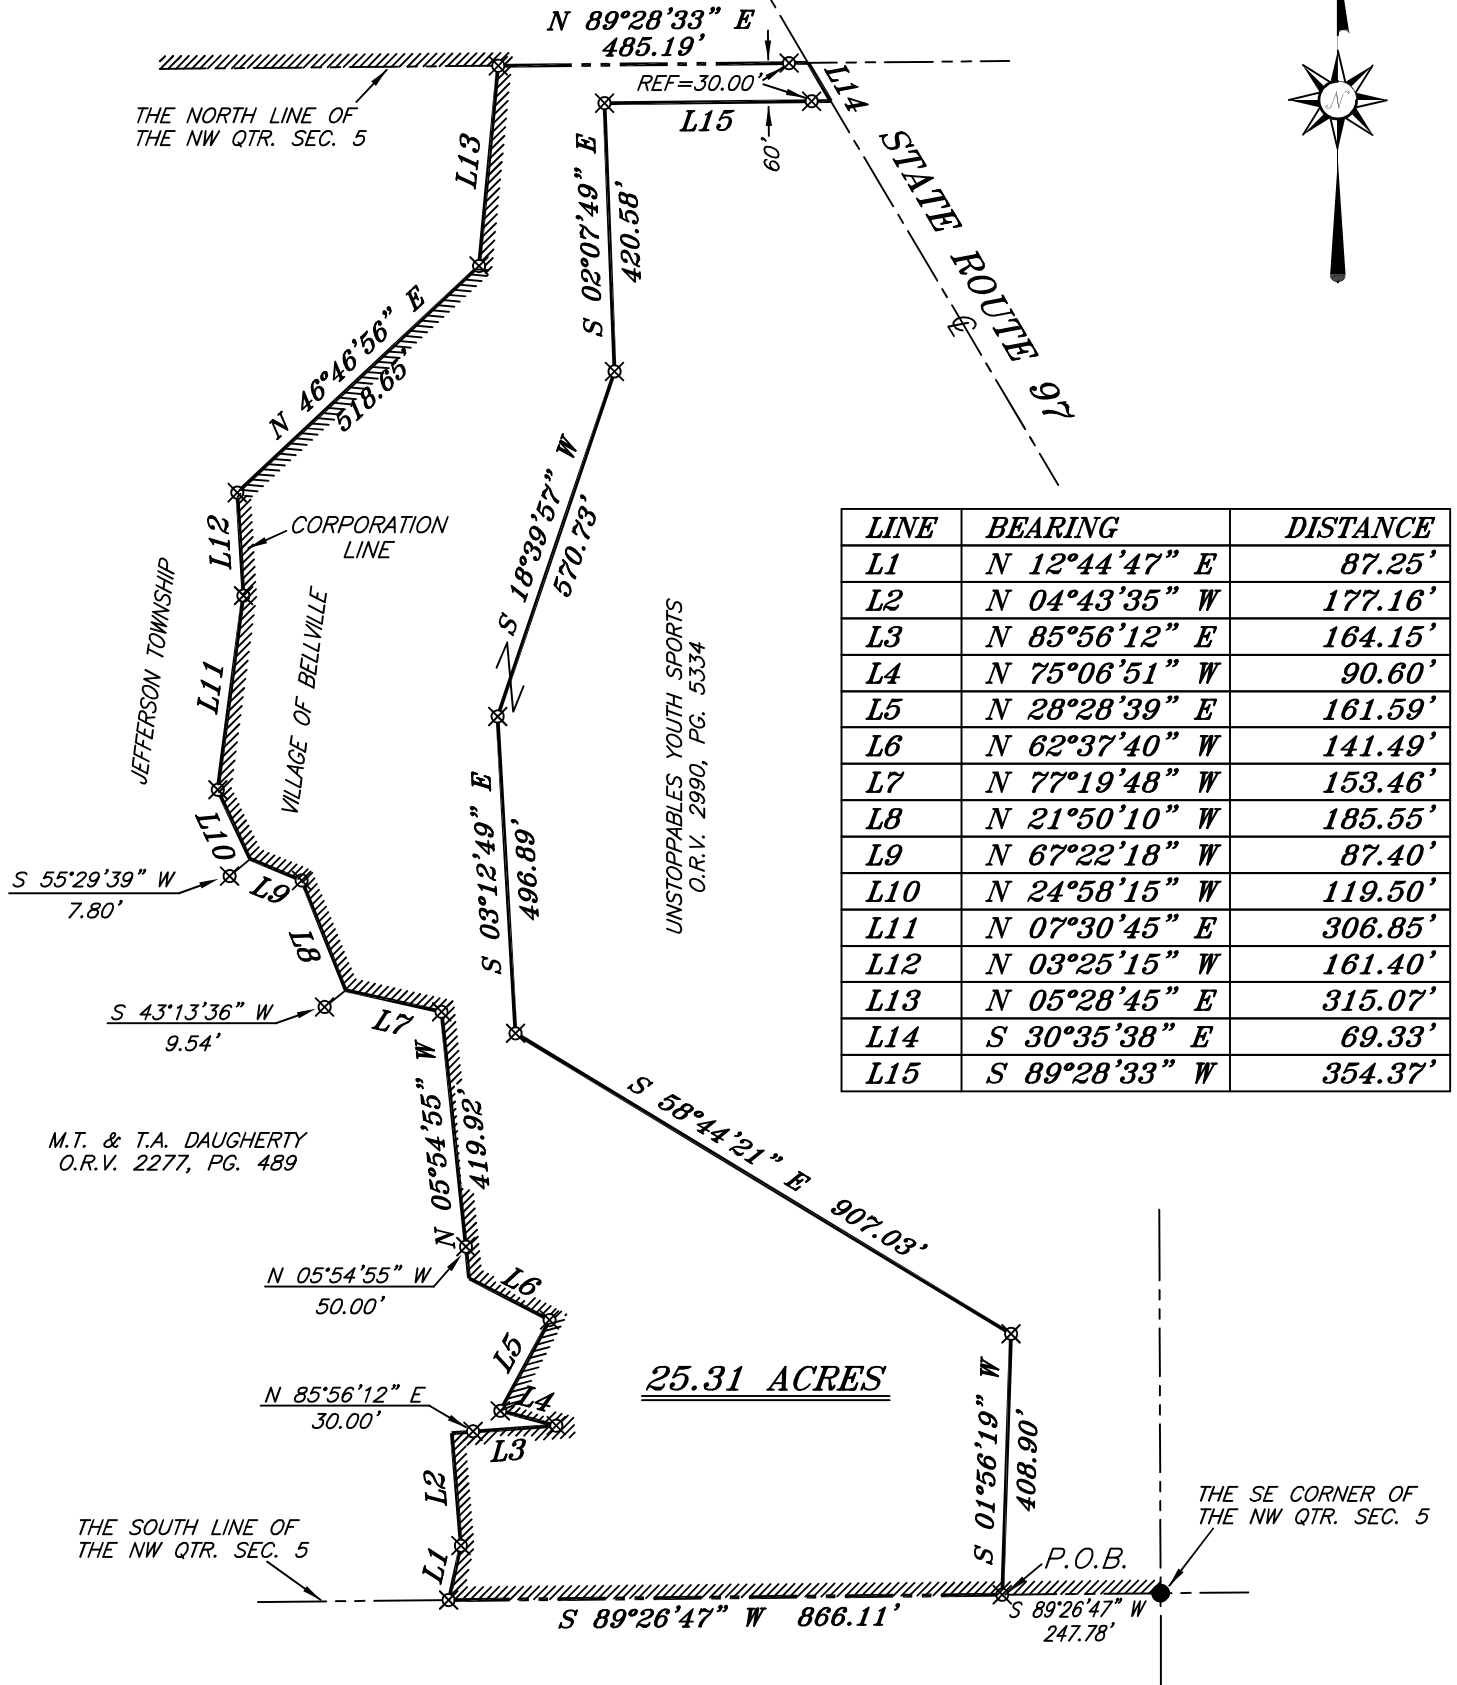 N 89°28'33" E
485.19'
REF=30.00'
L14
L15
60'
N
THE NORTH LINE OF
THE NW QTR. SEC. 5
L13
S 02°07'49" E
420.58'
STATE ROUTE 97
℄
N 46°46'56" E
518.65'
S 18°39'57" W
570.73'
CORPORATION
LINE
L12
JEFFERSON TOWNSHIP
VILLAGE OF BELLVILLE
L11
UNSTOPPABLES YOUTH SPORTS
O.R.V. 2990, PG. 5334
LINE BEARING DISTANCE
L1 N 12°44'47" E 87.25'
L2 N 04°43'35" W 177.16'
L3 N 85°56'12" E 164.15'
L4 N 75°06'51" W 90.60'
L5 N 28°28'39" E 161.59'
L6 N 62°37'40" W 141.49'
L7 N 77°19'48" W 153.46'
L8 N 21°50'10" W 185.55'
L9 N 67°22'18" W 87.40'
L10 N 24°58'15" W 119.50'
L11 N 07°30'45" E 306.85'
L12 N 03°25'15" W 161.40'
L13 N 05°28'45" E 315.07'
L14 S 30°35'38" E 69.33'
L15 S 89°28'33" W 354.37'
L10
S 55°29'39" W
7.80'
L9
L8
S 03°12'49" E
496.89'
S 43°13'36" W
9.54'
L7
N 05°54'55" W
419.92'
S 58°44'21" E 907.03'
M.T. & T.A. DAUGHERTY
O.R.V. 2277, PG. 489
N 05°54'55" W
50.00'
L6
L5
25.31 ACRES
N 85°56'12" E
30.00'
L4
L3
L2
S 01°56'19" W
408.90'
THE SE CORNER OF
THE NW QTR. SEC. 5
THE SOUTH LINE OF
THE NW QTR. SEC. 5
L1
P.O.B.
S 89°26'47" W 866.11'
S 89°26'47" W
247.78'